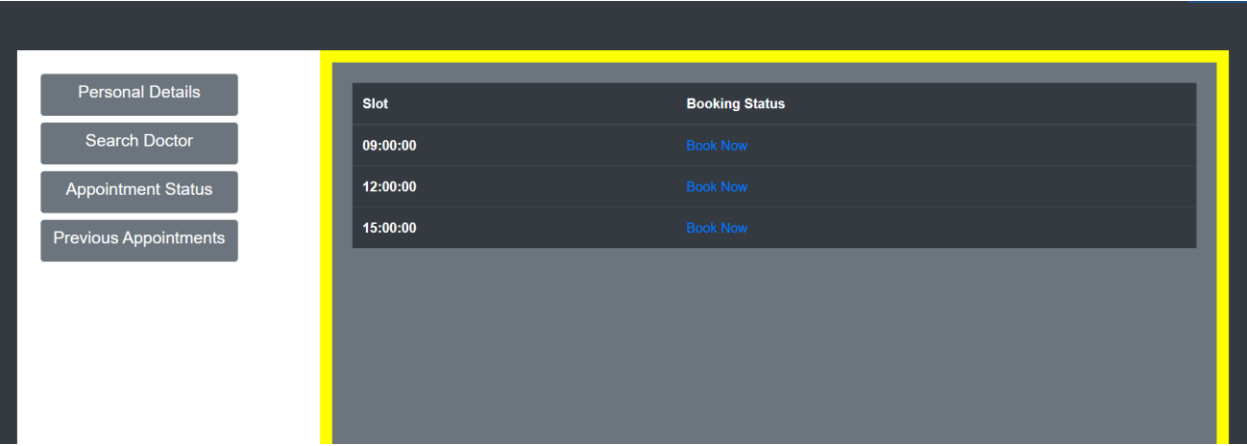 Personal Details
Search Doctor
Appointment Status
Previous Appointments
Slot Booking Status
09:00:00 Book Now
12:00:00 Book Now
15:00:00 Book Now